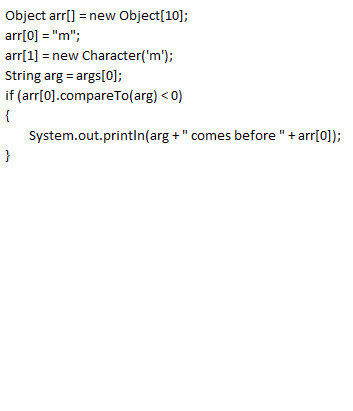 Object arr[] = new Object[10];
arr[0] = "m";
arr[1] = new Character('m');
String arg = args[0];
if (arr[0].compareTo(arg) < 0)
{
System.out.println(arg + " comes before " + arr[0]);
}